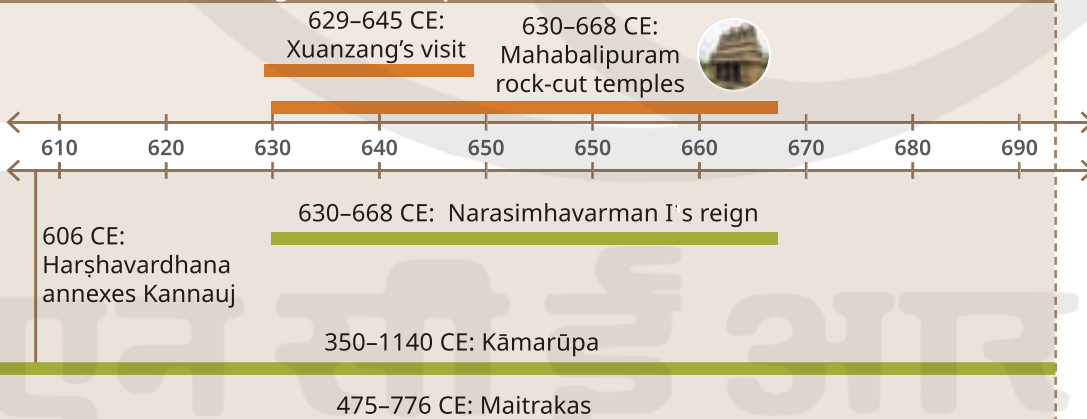 629–645 CE:
Xuanzang’s visit
630–668 CE:
Mahabalipuram
rock-cut temples
610 620 630 640 650 650 660 670 680 690
630–668 CE: Narasimhavarman I's reign
606 CE:
Harṣhavardhana
annexes Kannauj
350–1140 CE: Kāmarūpa
475–776 CE: Maitrakas
एन सी ई आर